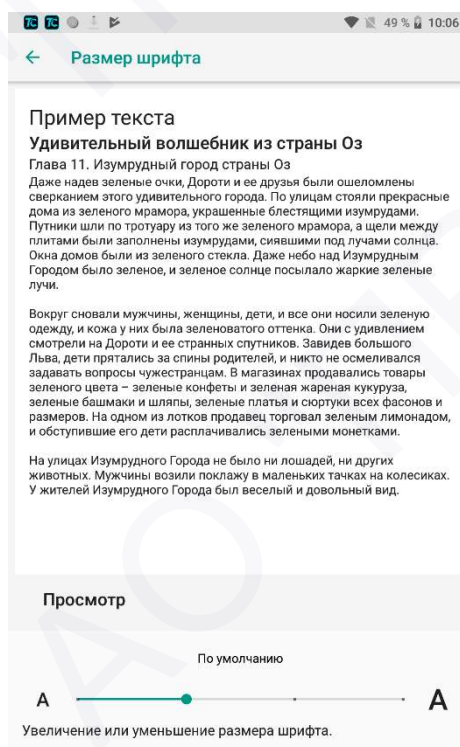 TC TC 49 % 10:06
Размер шрифта
Пример текста
Удивительный волшебник из страны Оз
Глава 11. Изумрудный город страны Оз
Даже надев зеленые очки, Дороти и ее друзья были ошеломлены
сверканием этого удивительного города. По улицам стояли прекрасные
дома из зеленого мрамора, украшенные блестящими изумрудами.
Путники шли по тротуару из того же зеленого мрамора, а щели между
плитами были заполнены изумрудами, сиявшими под лучами солнца.
Окна домов были из зеленого стекла. Даже небо над Изумрудным
Городом было зеленое, и зеленое солнце посылало жаркие зеленые
лучи.
Вокруг сновали мужчины, женщины, дети, и все они носили зеленую
одежду, и кожа у них была зеленоватого оттенка. Они с удивлением
смотрели на Дороти и ее странных спутников. Завидев большого
Льва, дети прятались за спины родителей, и никто не осмеливался
задавать вопросы чужестранцам. В магазинах продавались товары
зеленого цвета – зеленые конфеты и зеленая жареная кукуруза,
зеленые башмаки и шляпы, зеленые платья и сюртуки всех фасонов и
размеров. На одном из лотков продавец торговал зеленым лимонадом,
и обступившие его дети расплачивались зелеными монетками.
На улицах Изумрудного Города не было ни лошадей, ни других
животных. Мужчины возили поклажу в маленьких тачках на колесиках.
У жителей Изумрудного Города был веселый и довольный вид.
Просмотр
По умолчанию
A A
Увеличение или уменьшение размера шрифта.